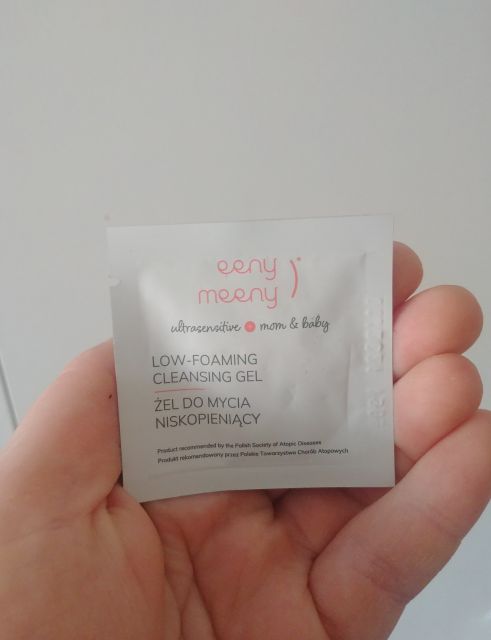 eeny
meeny
ultrasensitive + mom & baby
LOW-FOAMING
CLEANSING GEL
ŻEL DO MYCIA
NISKOPIENIĄCY
Product recommended by the Polish Society of Atopic Diseases
Produkt rekomendowany przez Polskie Towarzystwo Chorób Atopowych